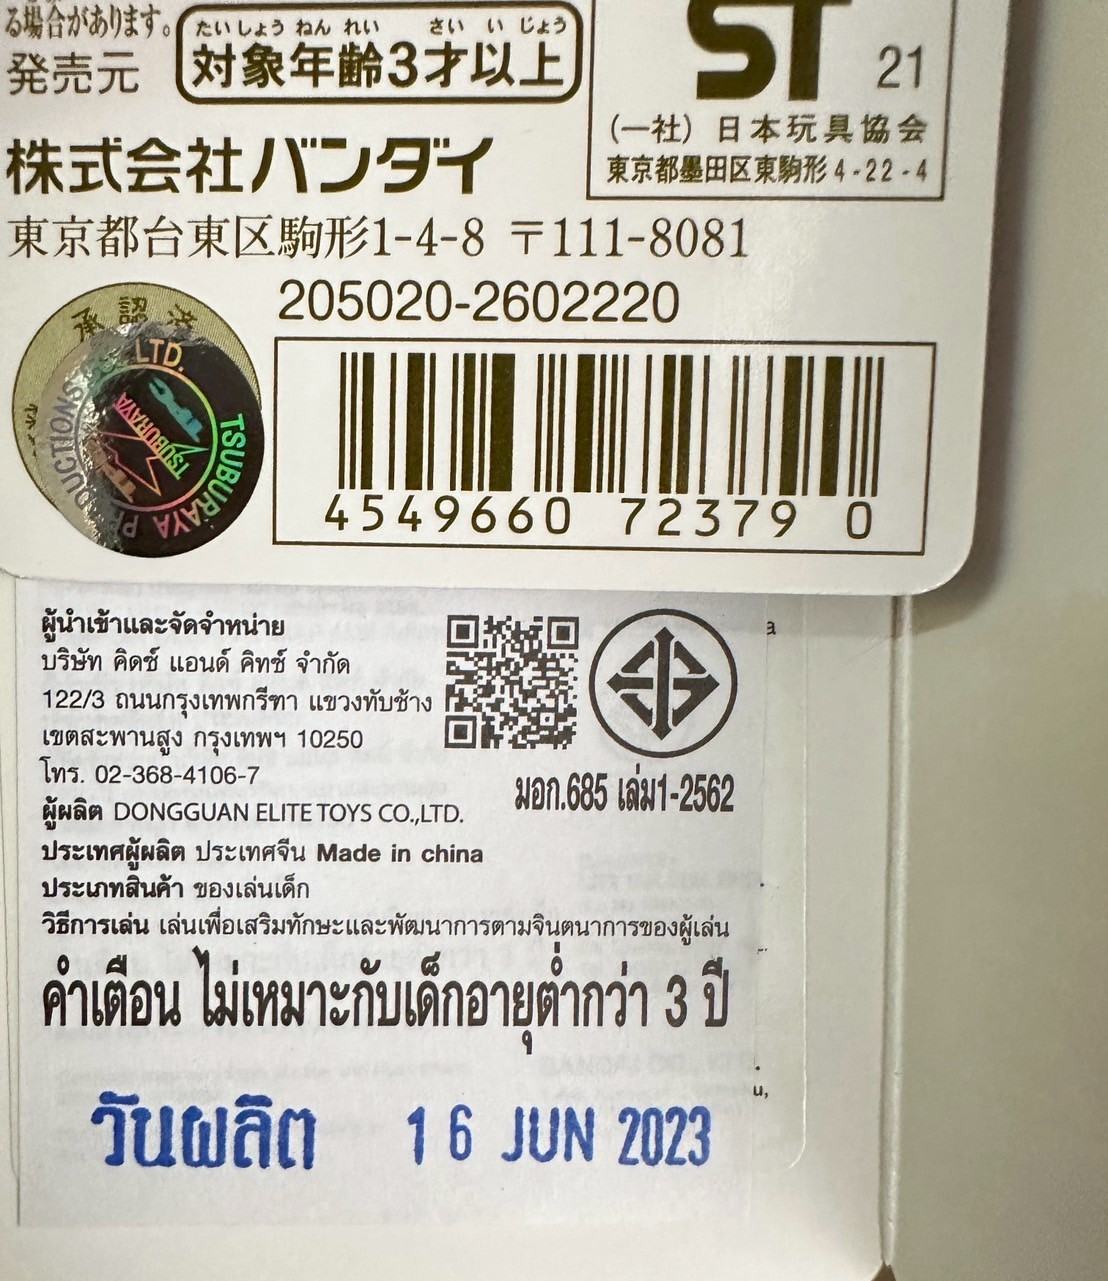 る場合があります。
たいしょう ねん れい さい い じょう
対象年齢3才以上
発売元
株式会社バンダイ
東京都台東区駒形1-4-8 〒111-8081
ST 21
(一社)日本玩具協会
東京都墨田区東駒形4-22-4
205020-2602220
承認済
LTD.
TSUBURAYA PRODUCTIONS
TSUBURAYA
4549660 72379 0
ผู้นำเข้าและจัดจำหน่าย
บริษัท คิดซ์ แอนด์ คิทซ์ จำกัด
122/3 ถนนกรุงเทพกรีฑา แขวงทับช้าง
เขตสะพานสูง กรุงเทพฯ 10250
โทร. 02-368-4106-7
มอก.685 เล่ม1-2562
ผู้ผลิต DONGGUAN ELITE TOYS CO.,LTD.
ประเทศผู้ผลิต ประเทศจีน Made in china
ประเภทสินค้า ของเล่นเด็ก
วิธีการเล่น เล่นเพื่อเสริมทักษะและพัฒนาการตามจินตนาการของผู้เล่น
คำเตือน ไม่เหมาะกับเด็กอายุต่ำกว่า 3 ปี
วันผลิต 16 JUN 2023